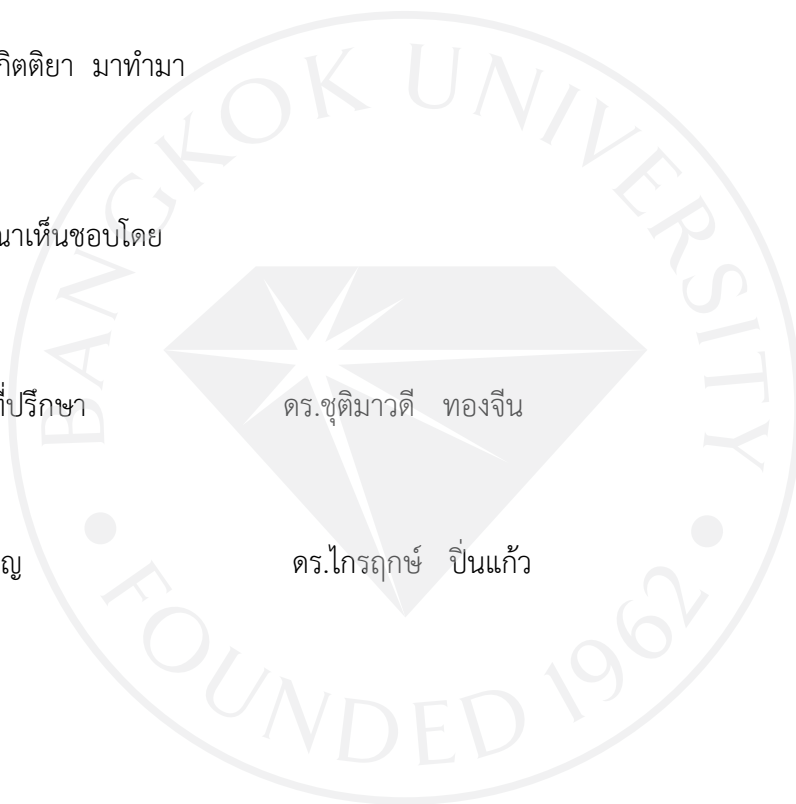 กิตติยา มาทำมา
ณาเห็นชอบโดย
ที่ปรึกษา ดร.ชุติมาวดี ทองจีน
ญ ดร.ไกรฤกษ์ ปิ่นแก้ว
BANGKOK UNIVERSITY
FOUNDED 1962